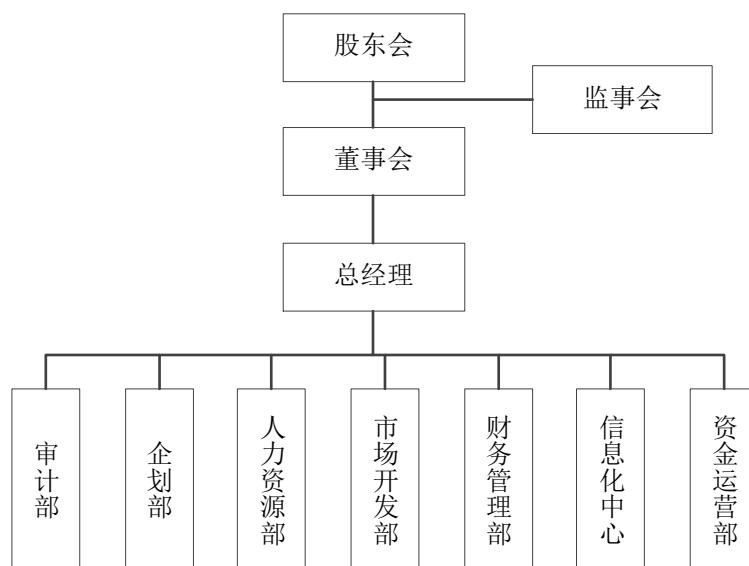 股东会
监事会
董事会
总经理
审计部
企划部
人力资源部
市场开发部
财务管理部
信息化中心
资金运营部